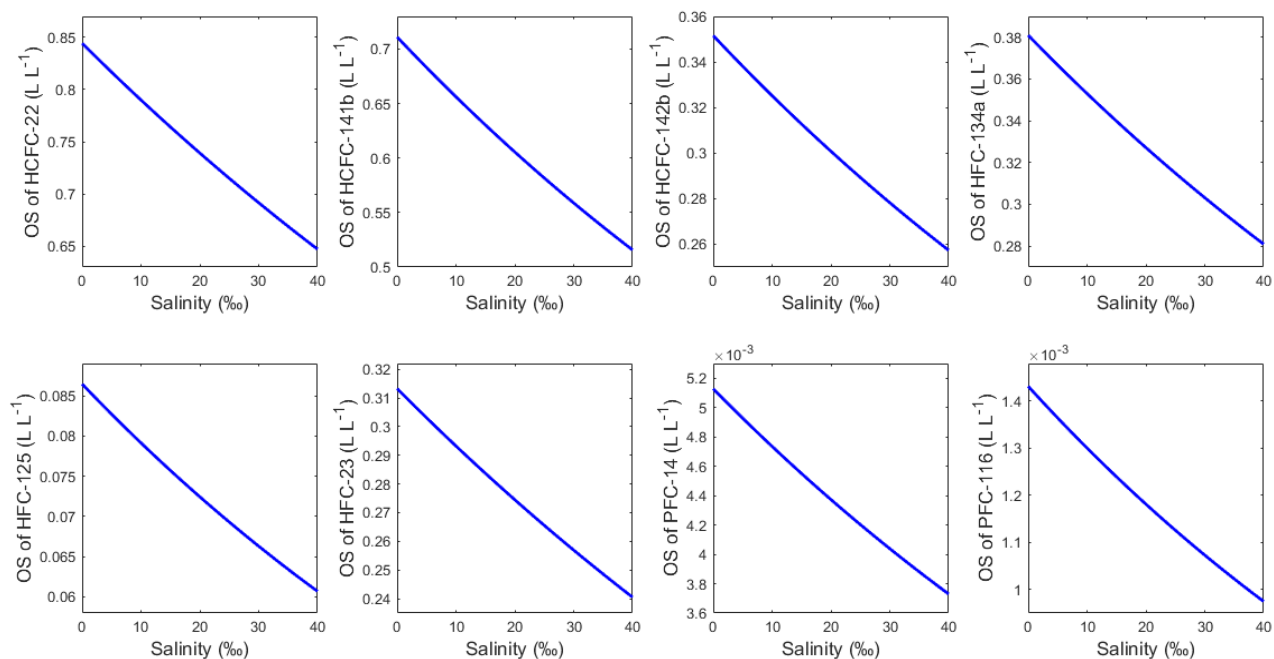 OS of HCFC-22 (L L⁻¹)
0.85
0.8
0.75
0.7
0.65
0 10 20 30 40
Salinity (‰)
OS of HCFC-141b (L L⁻¹)
0.7
0.65
0.6
0.55
0.5
0 10 20 30 40
Salinity (‰)
OS of HCFC-142b (L L⁻¹)
0.36
0.34
0.32
0.3
0.28
0.26
0 10 20 30 40
Salinity (‰)
OS of HFC-134a (L L⁻¹)
0.38
0.36
0.34
0.32
0.3
0.28
0 10 20 30 40
Salinity (‰)
OS of HFC-125 (L L⁻¹)
0.085
0.08
0.075
0.07
0.065
0.06
0 10 20 30 40
Salinity (‰)
OS of HFC-23 (L L⁻¹)
0.32
0.31
0.3
0.29
0.28
0.27
0.26
0.25
0.24
0 10 20 30 40
Salinity (‰)
OS of PFC-14 (L L⁻¹)
× 10⁻³
5.2
5
4.8
4.6
4.4
4.2
4
3.8
3.6
0 10 20 30 40
Salinity (‰)
OS of PFC-116 (L L⁻¹)
× 10⁻³
1.4
1.3
1.2
1.1
1
0 10 20 30 40
Salinity (‰)